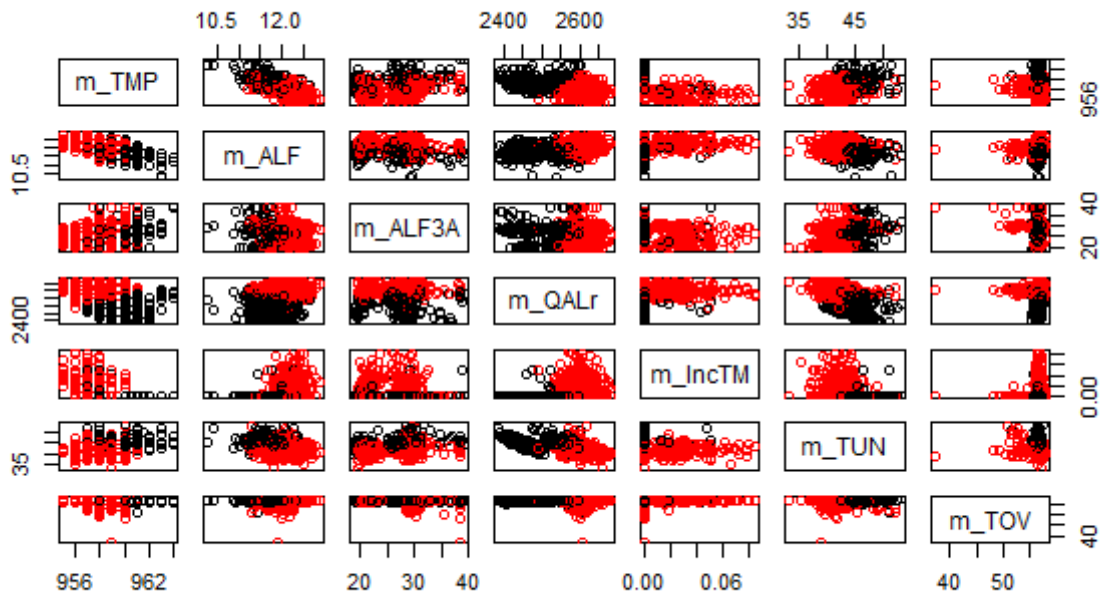 10.5 12.0 2400 2600 35 45
m_TMP 956
10.5 m_ALF
m_ALF3A 20 40
2400 m_QALr
m_IncTM 0.00
35 m_TUN
m_TOV 40
956 962 20 30 40 0.00 0.06 40 50